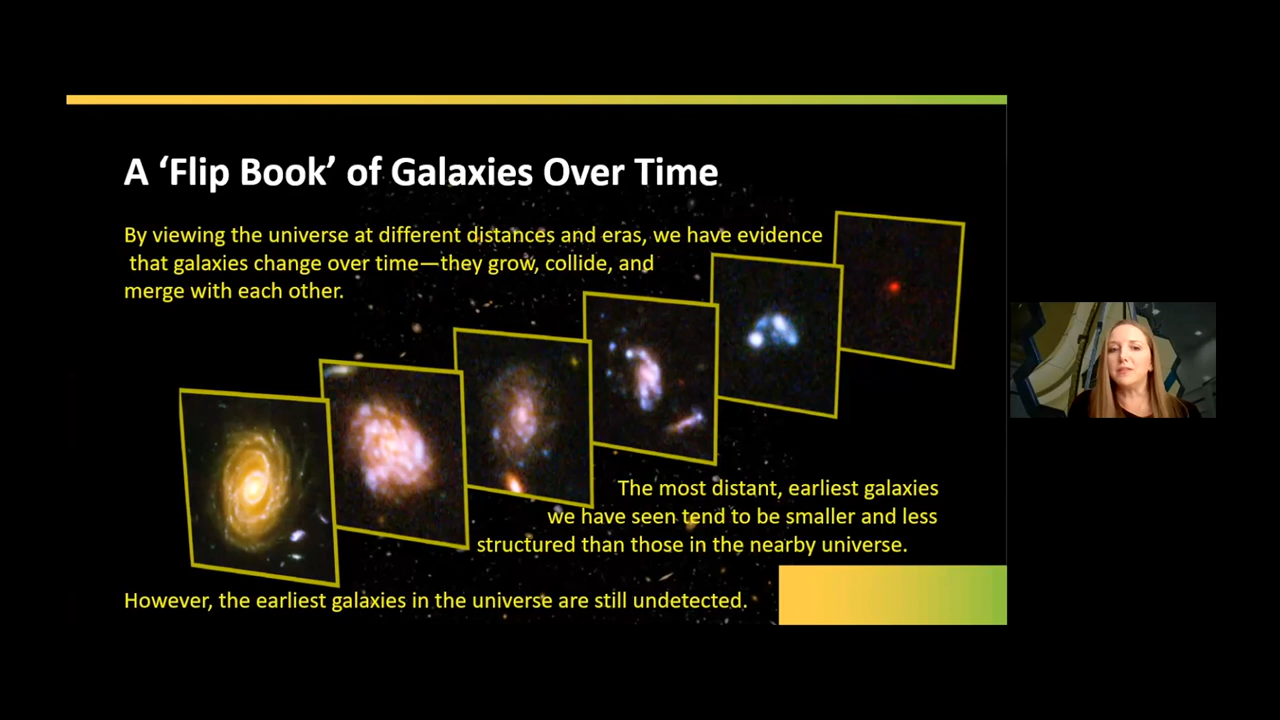 A ‘Flip Book’ of Galaxies Over Time
By viewing the universe at different distances and eras, we have evidence
that galaxies change over time—they grow, collide, and
merge with each other.
The most distant, earliest galaxies
we have seen tend to be smaller and less
structured than those in the nearby universe.
However, the earliest galaxies in the universe are still undetected.